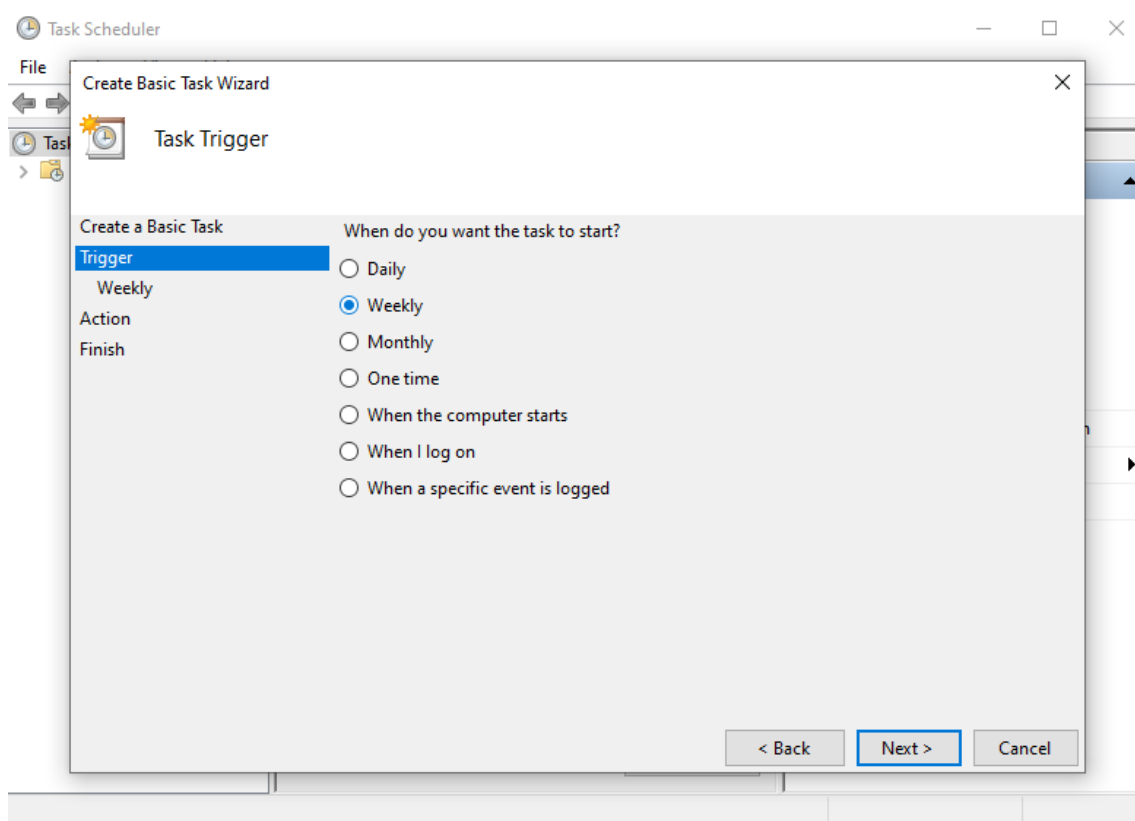 Task Scheduler
File
Create Basic Task Wizard
Task Trigger
Create a Basic Task
Trigger
Weekly
Action
Finish
When do you want the task to start?
Daily
Weekly
Monthly
One time
When the computer starts
When I log on
When a specific event is logged
< Back
Next >
Cancel